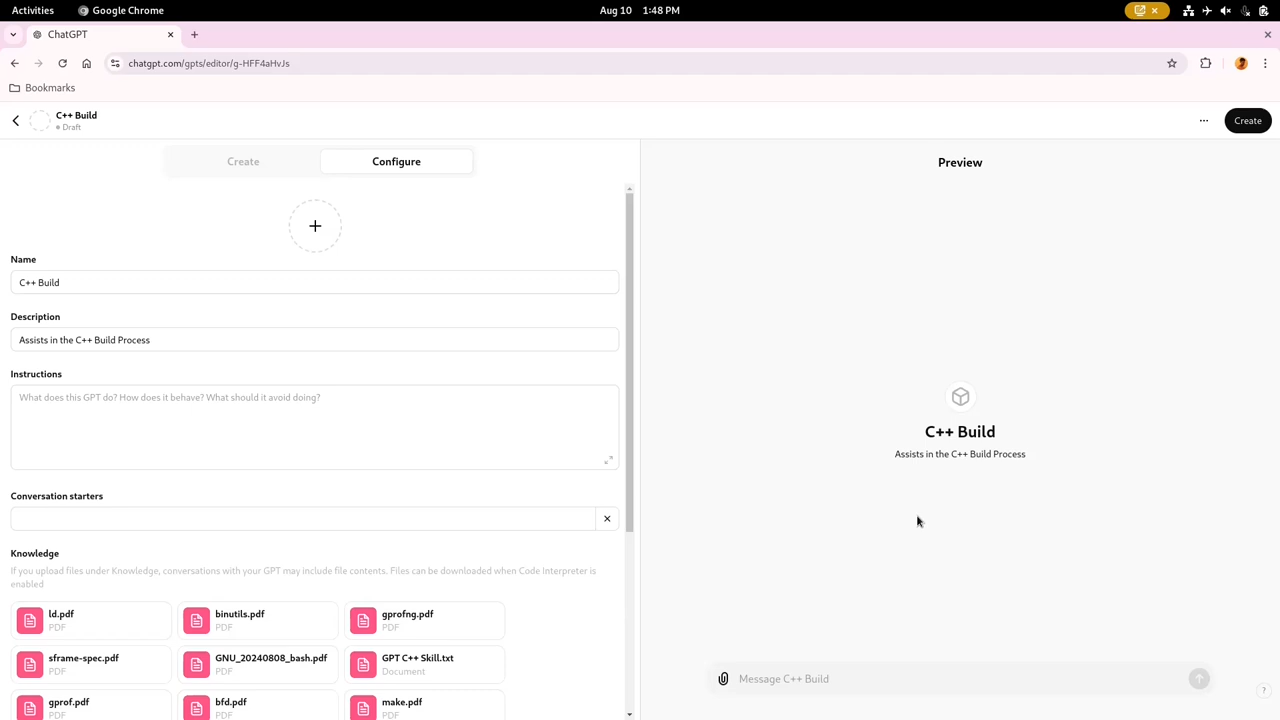 Activities
Google Chrome
Aug 10 1:48 PM
ChatGPT
chatgpt.com/gpts/editor/g-HFF4aHvJs
Bookmarks
C++ Build
Draft
Create
Create
Configure
Preview
Name
C++ Build
Description
Assists in the C++ Build Process
Instructions
What does this GPT do? How does it behave? What should it avoid doing?
Conversation starters
Knowledge
If you upload files under Knowledge, conversations with your GPT may include file contents. Files can be downloaded when Code Interpreter is
enabled
ld.pdf
PDF
binutils.pdf
PDF
gprofng.pdf
PDF
sframe-spec.pdf
PDF
GNU_20240808_bash.pdf
PDF
GPT C++ Skill.txt
Document
gprof.pdf
PDF
bfd.pdf
PDF
make.pdf
PDF
C++ Build
Assists in the C++ Build Process
Message C++ Build
?